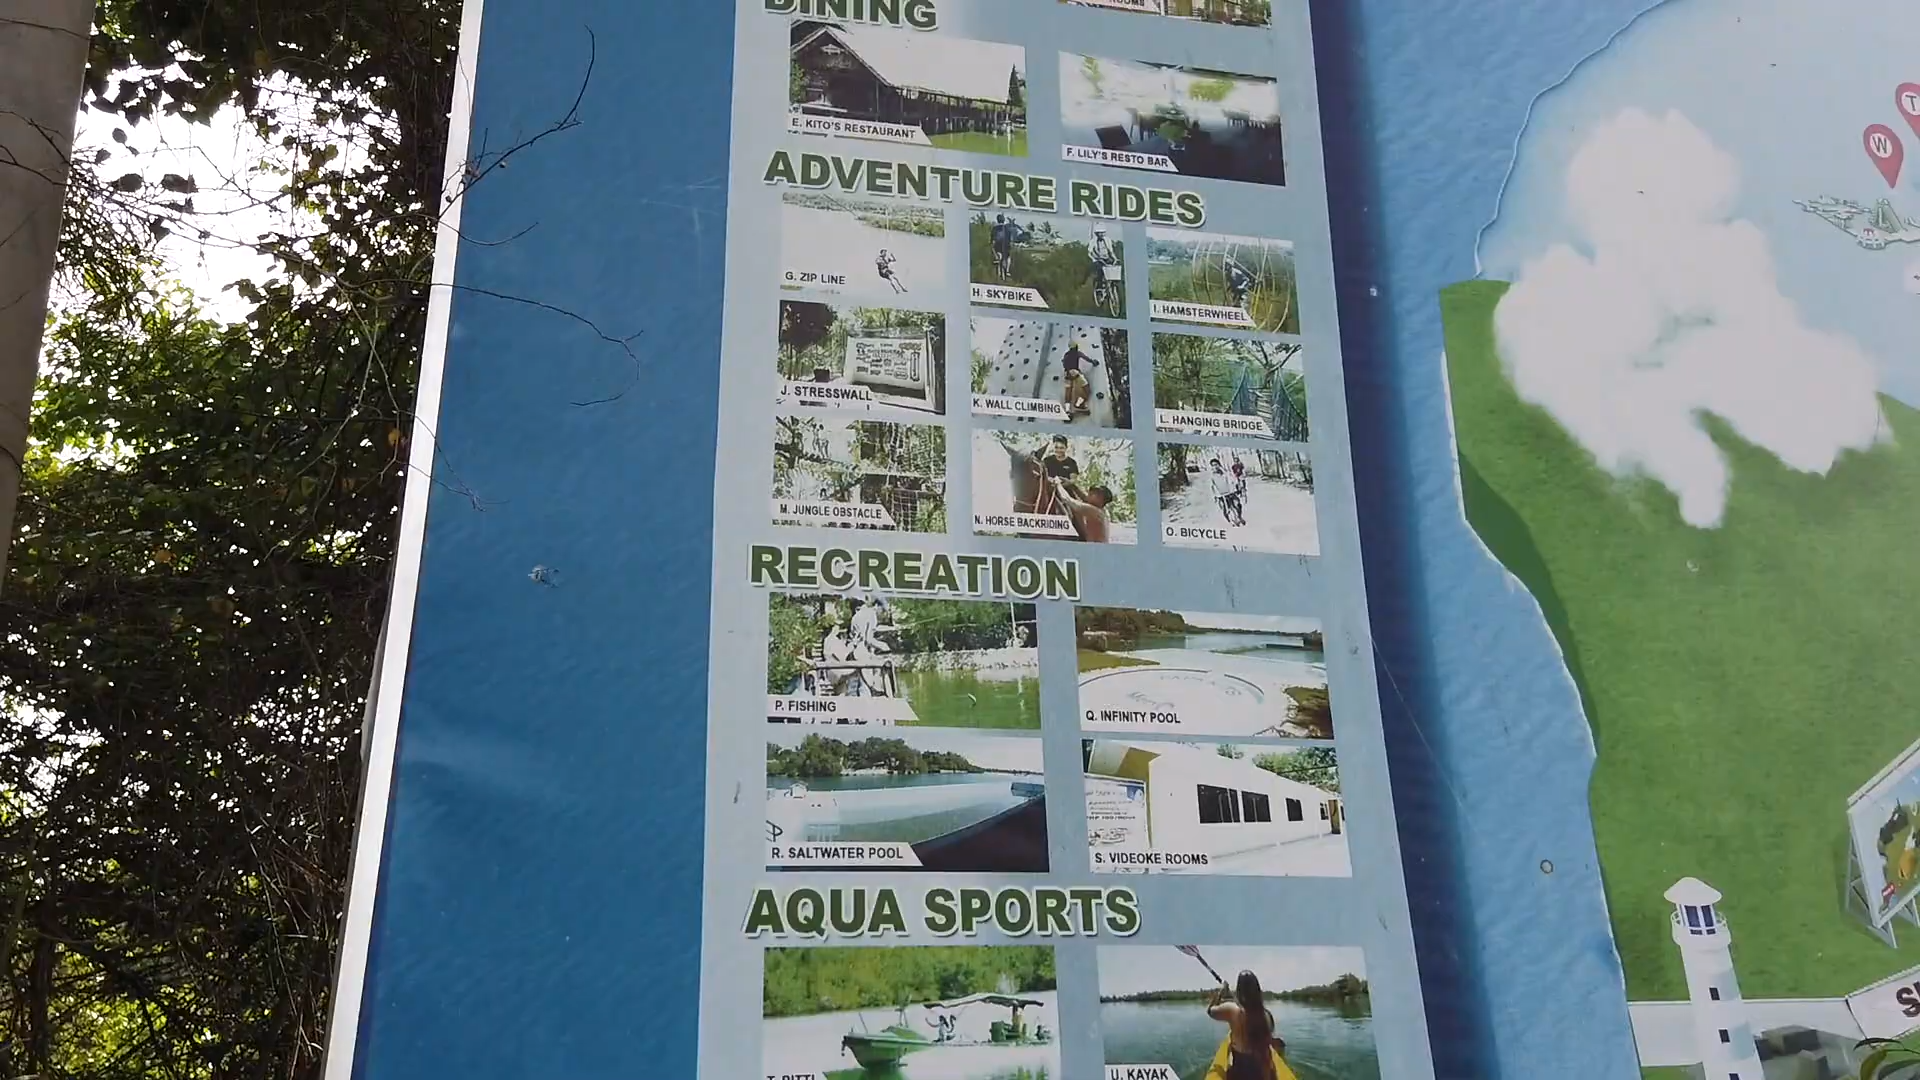 DINING
ROOMS
E. KITO'S RESTAURANT
F. LILY'S RESTO BAR
ADVENTURE RIDES
G. ZIP LINE
H. SKYBIKE
I. HAMSTERWHEEL
J. STRESSWALL
K. WALL CLIMBING
L. HANGING BRIDGE
M. JUNGLE OBSTACLE
N. HORSE BACKRIDING
O. BICYCLE
RECREATION
P. FISHING
Q. INFINITY POOL
R. SALTWATER POOL
S. VIDEOKE ROOMS
AQUA SPORTS
U. KAYAK
W
T